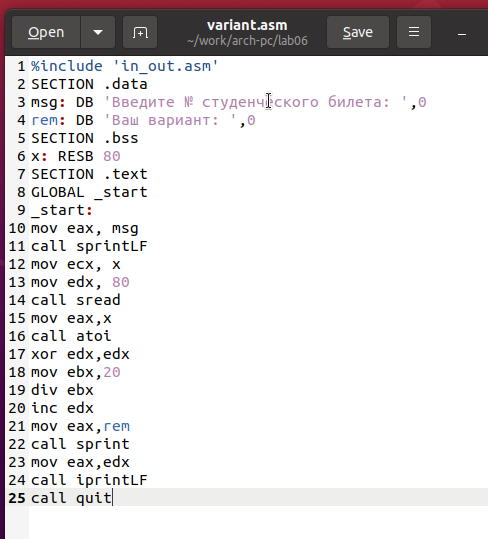 Open
variant.asm
~/work/arch-pc/lab06
Save
1 %include 'in_out.asm'
2 SECTION .data
3 msg: DB 'Введите № студенческого билета: ',0
4 rem: DB 'Ваш вариант: ',0
5 SECTION .bss
6 x: RESB 80
7 SECTION .text
8 GLOBAL _start
9 _start:
10 mov eax, msg
11 call sprintLF
12 mov ecx, x
13 mov edx, 80
14 call sread
15 mov eax,x
16 call atoi
17 xor edx,edx
18 mov ebx,20
19 div ebx
20 inc edx
21 mov eax,rem
22 call sprint
23 mov eax,edx
24 call iprintLF
25 call quit